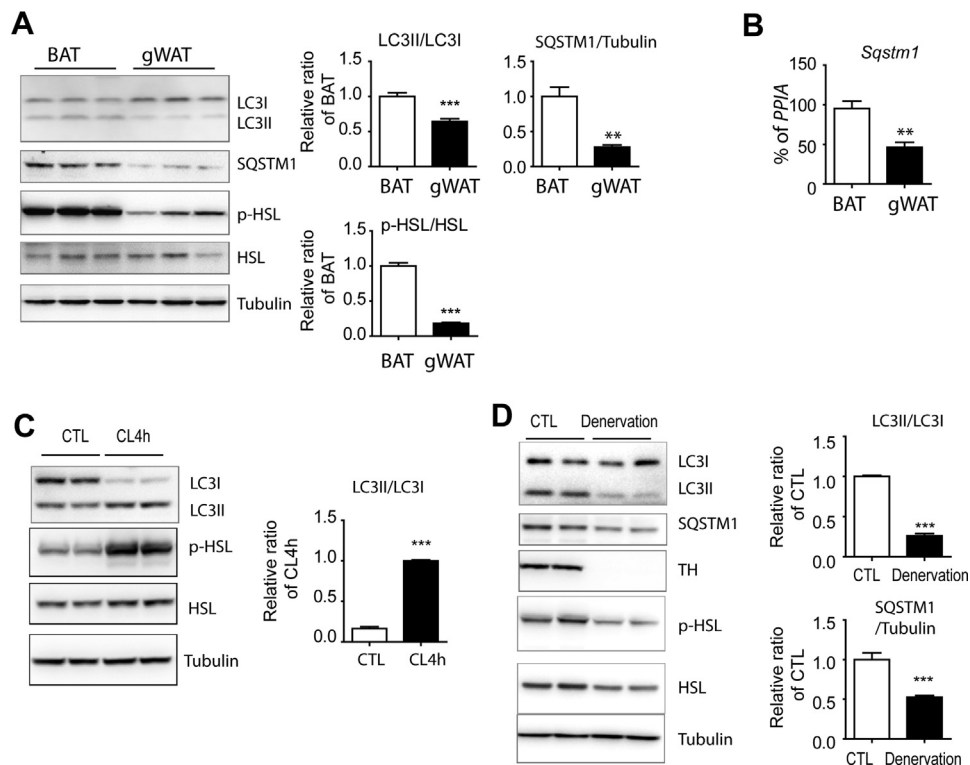 A
BAT gWAT
LC3I
LC3II
SQSTM1
p-HSL
HSL
Tubulin
LC3II/LC3I
Relative ratio
of BAT
1.5
1.0
0.5
0.0
***
BAT gWAT
SQSTM1/Tubulin
1.5
1.0
0.5
0.0
**
BAT gWAT
p-HSL/HSL
Relative ratio
of BAT
1.5
1.0
0.5
0.0
***
BAT gWAT
B
Sqstm1
% of PPIA
150
100
50
0
**
BAT gWAT
C
CTL CL4h
LC3I
LC3II
p-HSL
HSL
Tubulin
LC3II/LC3I
Relative ratio
of CL4h
1.5
1.0
0.5
0.0
***
CTL CL4h
D
CTL Denervation
LC3I
LC3II
SQSTM1
TH
p-HSL
HSL
Tubulin
LC3II/LC3I
Relative ratio
of CTL
1.5
1.0
0.5
0.0
***
CTL Denervation
SQSTM1
/Tubulin
Relative ratio
of CTL
1.5
1.0
0.5
0.0
***
CTL Denervation